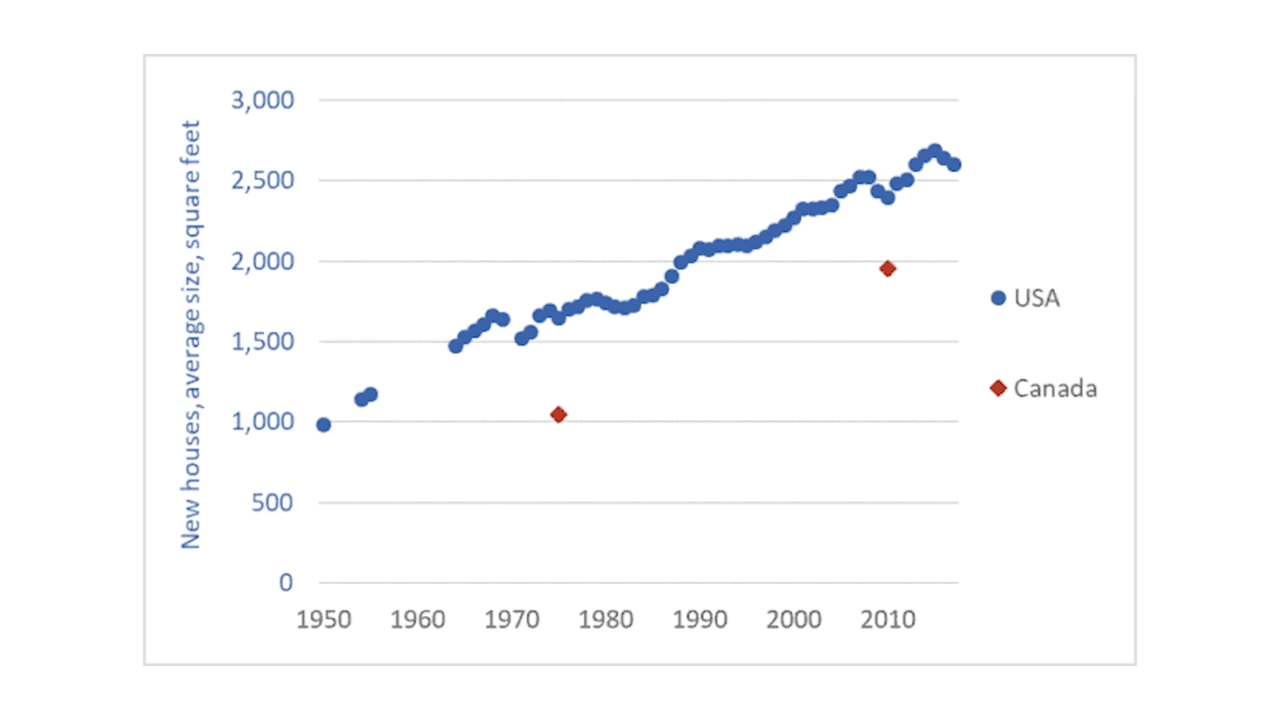 New houses, average size, square feet
3,000
2,500
2,000
1,500
1,000
500
0
1950 1960 1970 1980 1990 2000 2010
USA
Canada